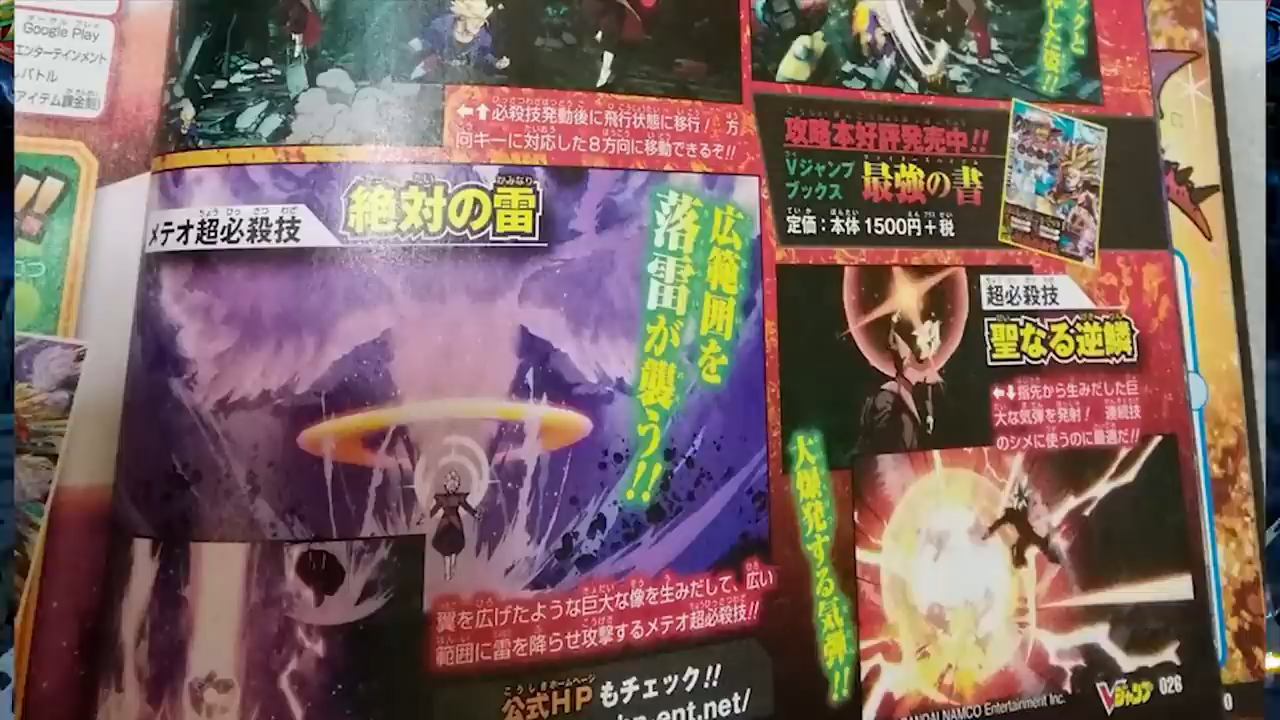 Google Play
エンターテインメント
バトル
アイテム課金制)
!!
←↑必殺技発動後に飛行状態に移行! 方
向キーに対応した8方向に移動できるぞ!!
攻略本好評発売中!!
Vジャンプ
ブックス
最強の書
定価:本体1500円+税
メテオ超必殺技
絶対の雷
広範囲を
落雷が襲う!!
超必殺技
聖なる逆鱗
←↓指先から生みだした巨
大な気弾を発射! 連続技
のシメに使うのに最適だ!!
大爆発する気弾!!
翼を広げたような巨大な像を生みだして、広い
範囲に雷を降らせ攻撃するメテオ超必殺技!!
公式HPもチェック!!
ent.net/
BANDAI NAMCO Entertainment Inc.
Vジャンプ 026
0